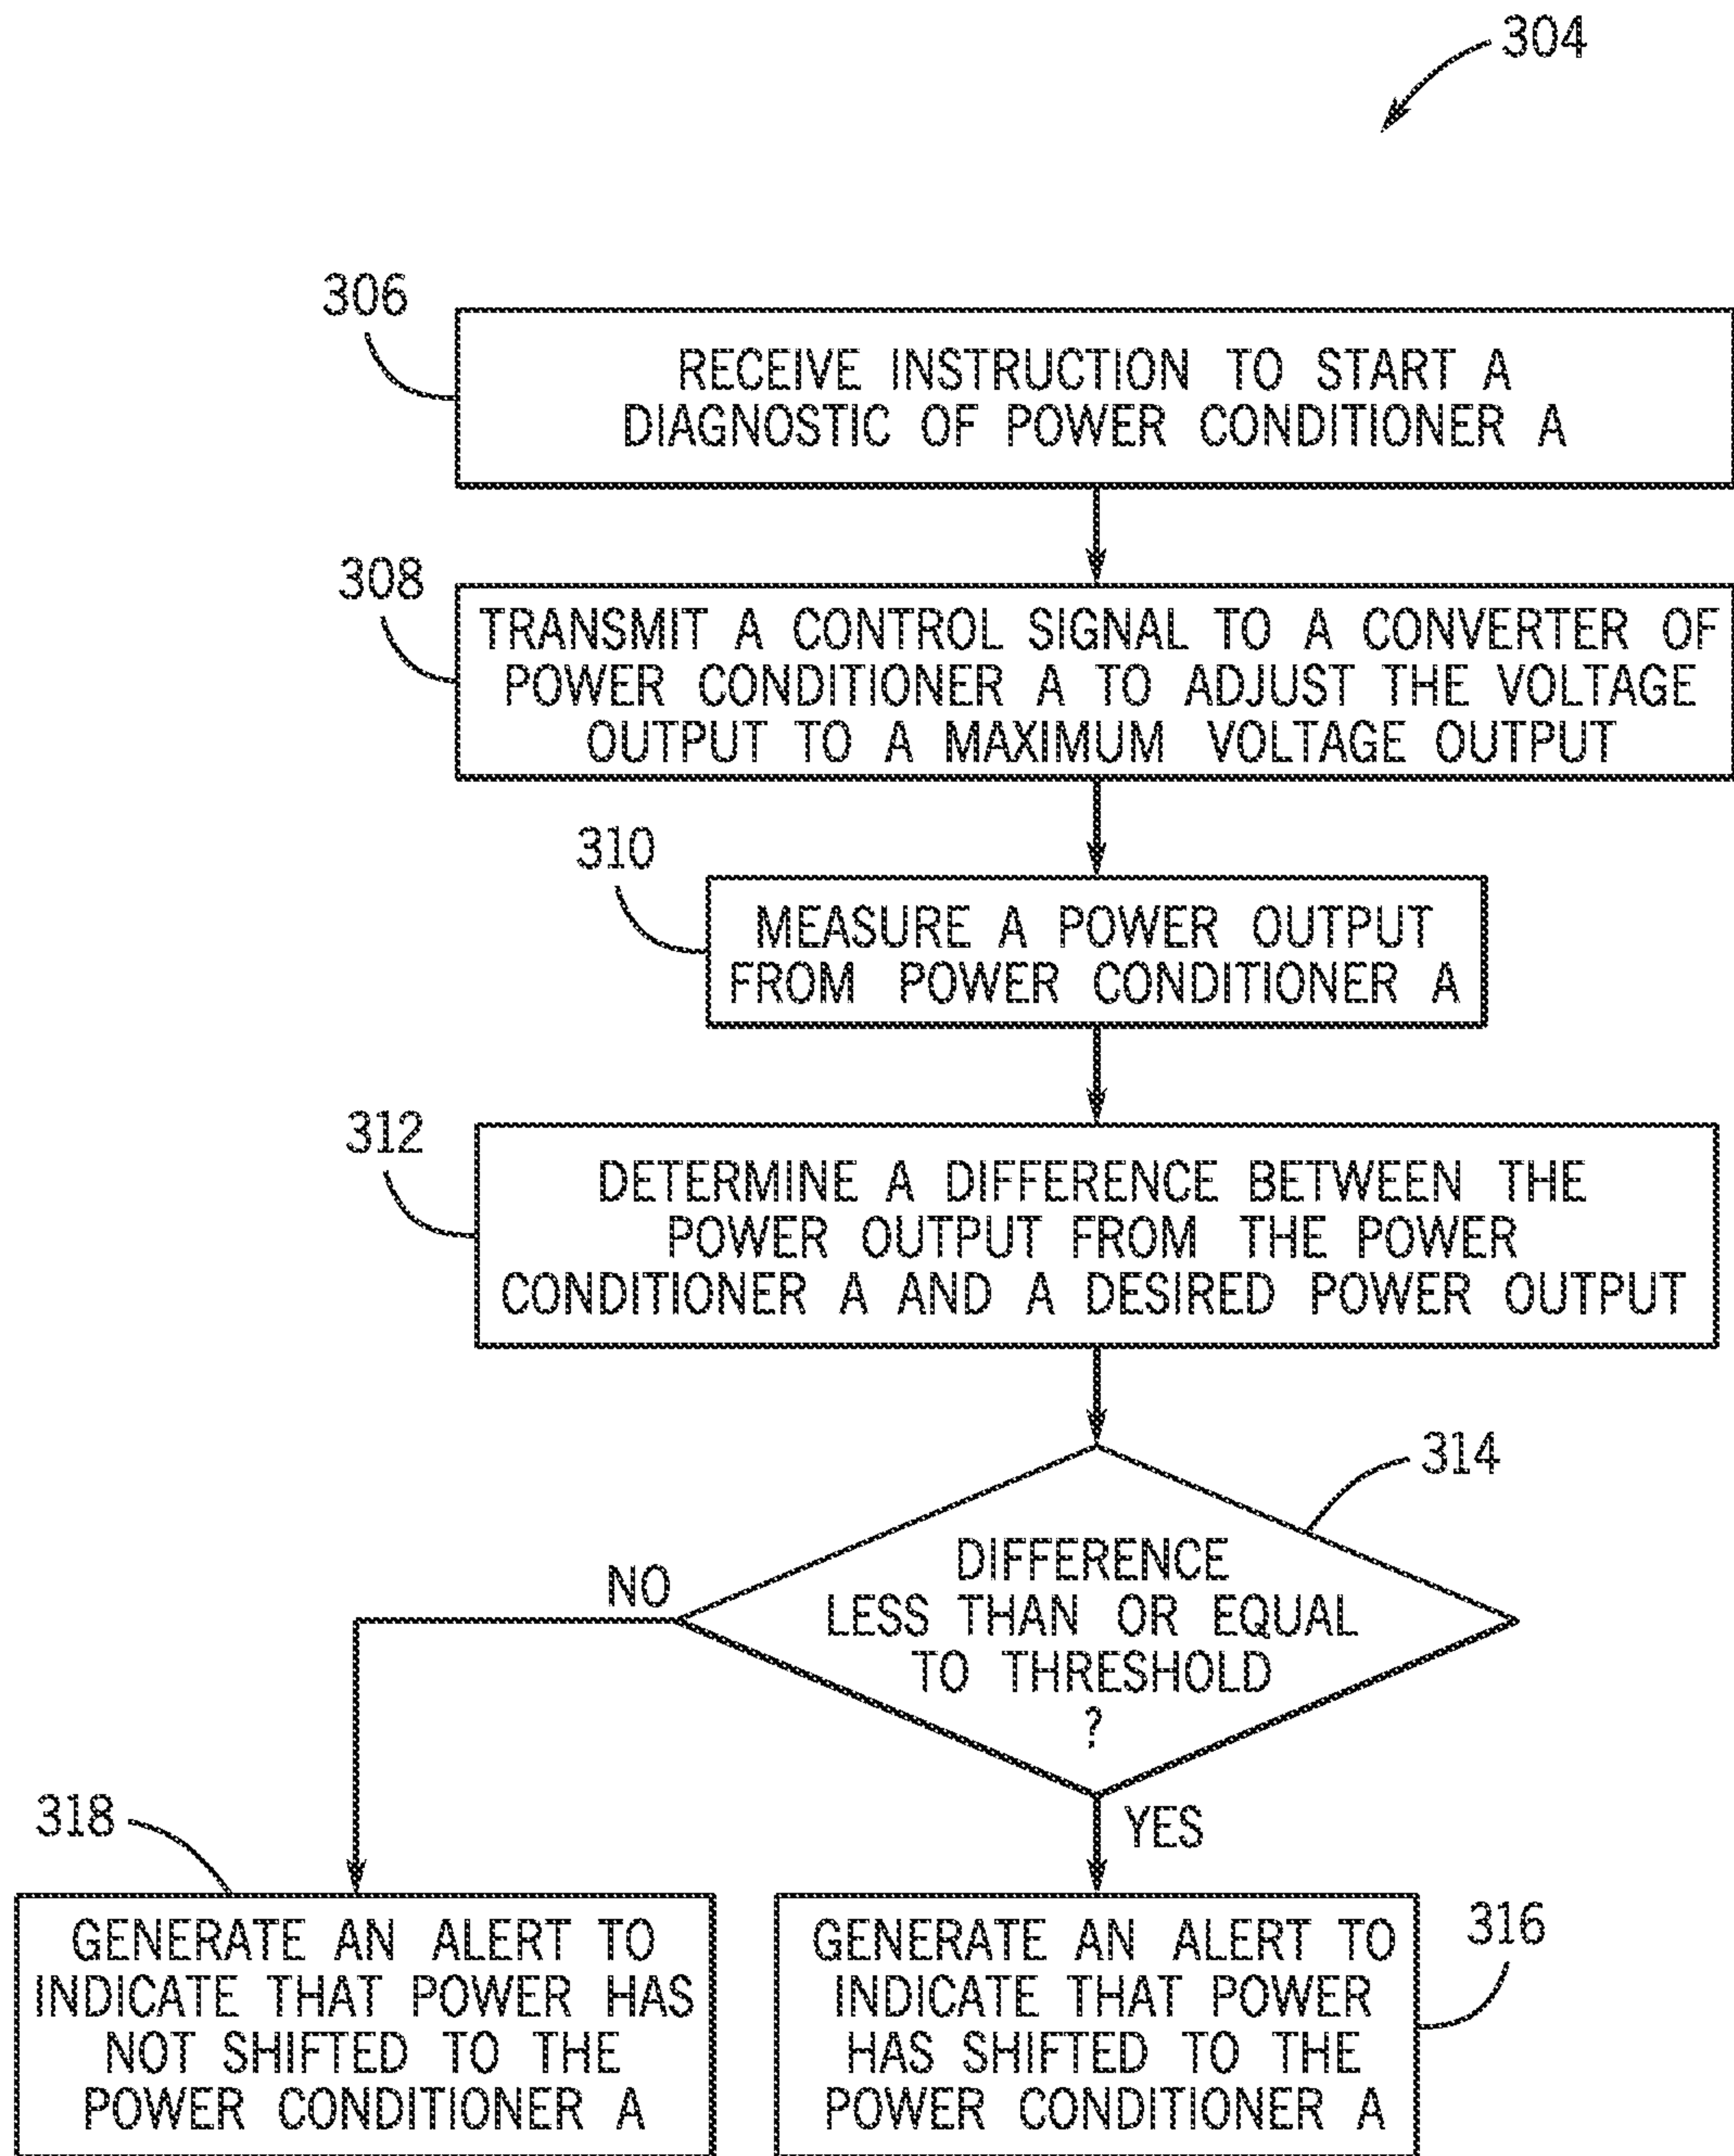 304
306
RECEIVE INSTRUCTION TO START A
DIAGNOSTIC OF POWER CONDITIONER A
308
TRANSMIT A CONTROL SIGNAL TO A CONVERTER OF
POWER CONDITIONER A TO ADJUST THE VOLTAGE
OUTPUT TO A MAXIMUM VOLTAGE OUTPUT
310
MEASURE A POWER OUTPUT
FROM POWER CONDITIONER A
312
DETERMINE A DIFFERENCE BETWEEN THE
POWER OUTPUT FROM THE POWER
CONDITIONER A AND A DESIRED POWER OUTPUT
314
DIFFERENCE
LESS THAN OR EQUAL
TO THRESHOLD
?
NO
YES
318
GENERATE AN ALERT TO
INDICATE THAT POWER HAS
NOT SHIFTED TO THE
POWER CONDITIONER A
316
GENERATE AN ALERT TO
INDICATE THAT POWER
HAS SHIFTED TO THE
POWER CONDITIONER A